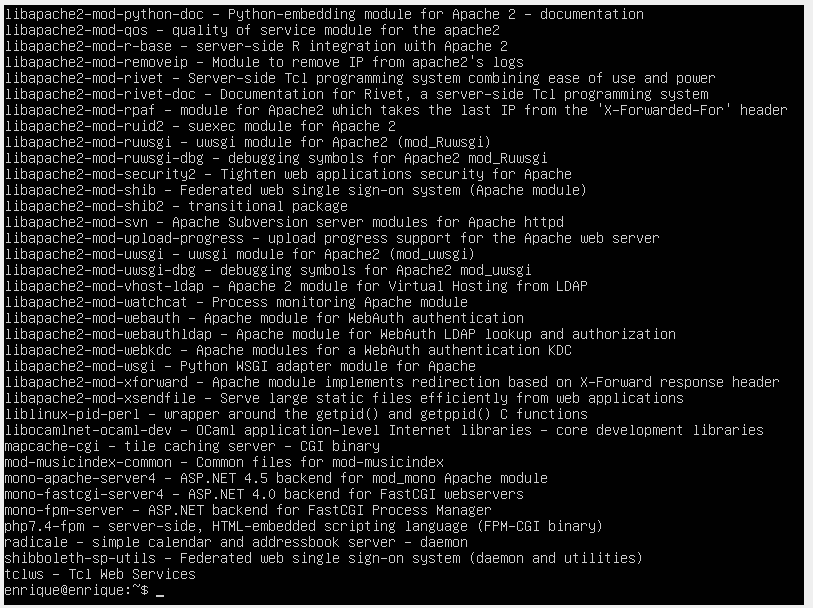 libapache2-mod-python-doc - Python-embedding module for Apache 2 - documentation
libapache2-mod-qos - quality of service module for the apache2
libapache2-mod-r-base - server-side R integration with Apache 2
libapache2-mod-removeip - Module to remove IP from apache2's logs
libapache2-mod-rivet - Server-side Tcl programming system combining ease of use and power
libapache2-mod-rivet-doc - Documentation for Rivet, a server-side Tcl programming system
libapache2-mod-rpaf - module for Apache2 which takes the last IP from the 'X-Forwarded-For' header
libapache2-mod-ruid2 - suexec module for Apache 2
libapache2-mod-ruwsgi - uwsgi module for Apache2 (mod_Ruwsgi)
libapache2-mod-ruwsgi-dbg - debugging symbols for Apache2 mod_Ruwsgi
libapache2-mod-security2 - Tighten web applications security for Apache
libapache2-mod-shib - Federated web single sign-on system (Apache module)
libapache2-mod-shib2 - transitional package
libapache2-mod-svn - Apache Subversion server modules for Apache httpd
libapache2-mod-upload-progress - upload progress support for the Apache web server
libapache2-mod-uwsgi - uwsgi module for Apache2 (mod_uwsgi)
libapache2-mod-uwsgi-dbg - debugging symbols for Apache2 mod_uwsgi
libapache2-mod-vhost-ldap - Apache 2 module for Virtual Hosting from LDAP
libapache2-mod-watchcat - Process monitoring Apache module
libapache2-mod-webauth - Apache module for WebAuth authentication
libapache2-mod-webauthldap - Apache module for WebAuth LDAP lookup and authorization
libapache2-mod-webkdc - Apache modules for a WebAuth authentication KDC
libapache2-mod-wsgi - Python WSGI adapter module for Apache
libapache2-mod-xforward - Apache module implements redirection based on X-Forward response header
libapache2-mod-xsendfile - Serve large static files efficiently from web applications
liblinux-pid-perl - wrapper around the getpid() and getppid() C functions
libocamlnet-ocaml-dev - OCaml application-level Internet libraries - core development libraries
mapcache-cgi - tile caching server - CGI binary
mod-musicindex-common - Common files for mod-musicindex
mono-apache-server4 - ASP.NET 4.5 backend for mod_mono Apache module
mono-fastcgi-server4 - ASP.NET 4.0 backend for FastCGI webservers
mono-fpm-server - ASP.NET backend for FastCGI Process Manager
php7.4-fpm - server-side, HTML-embedded scripting language (FPM-CGI binary)
radicale - simple calendar and addressbook server - daemon
shibboleth-sp-utils - Federated web single sign-on system (daemon and utilities)
tclws - Tcl Web Services
enrique@enrique:~$ _